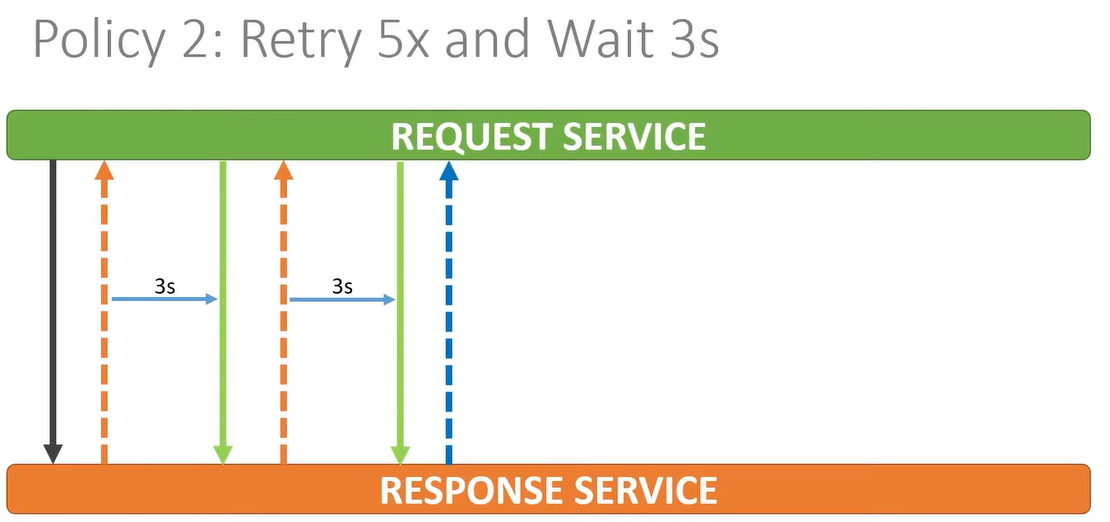 Policy 2: Retry 5x and Wait 3s
REQUEST SERVICE
3s
3s
RESPONSE SERVICE